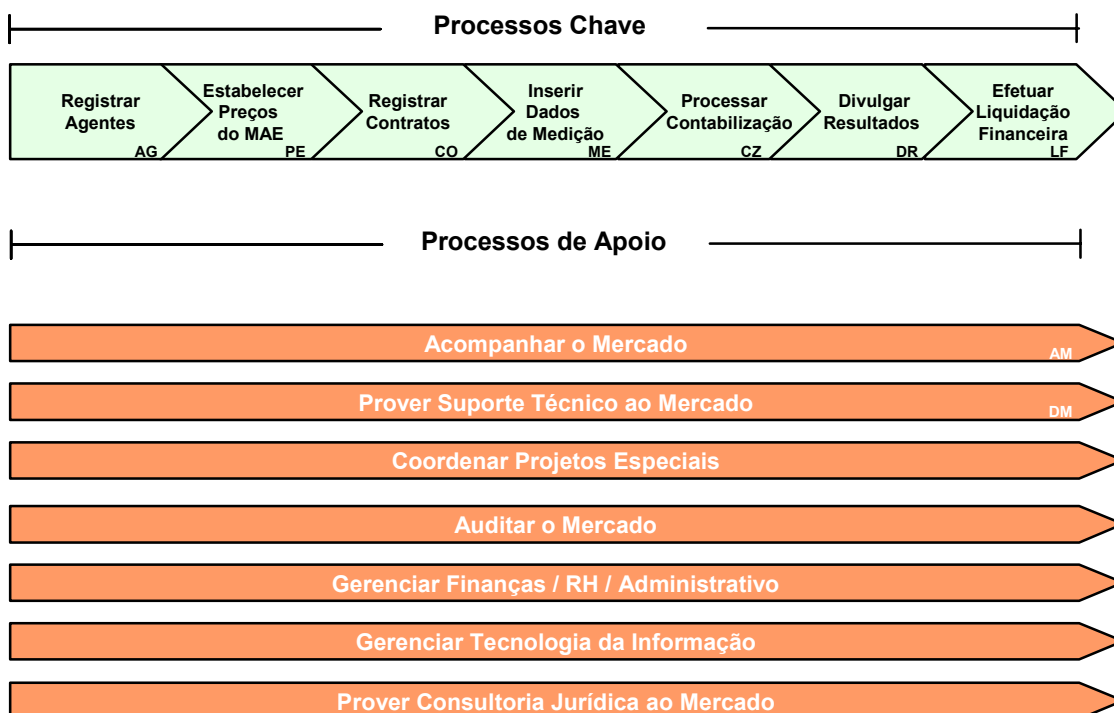 Processos Chave
Registrar
Agentes
AG
Estabelecer
Preços
do MAE
PE
Registrar
Contratos
CO
Inserir
Dados
de Medição
ME
Processar
Contabilização
CZ
Divulgar
Resultados
DR
Efetuar
Liquidação
Financeira
LF
Processos de Apoio
Acompanhar o Mercado
AM
Prover Suporte Técnico ao Mercado
DM
Coordenar Projetos Especiais
Auditar o Mercado
Gerenciar Finanças / RH / Administrativo
Gerenciar Tecnologia da Informação
Prover Consultoria Jurídica ao Mercado